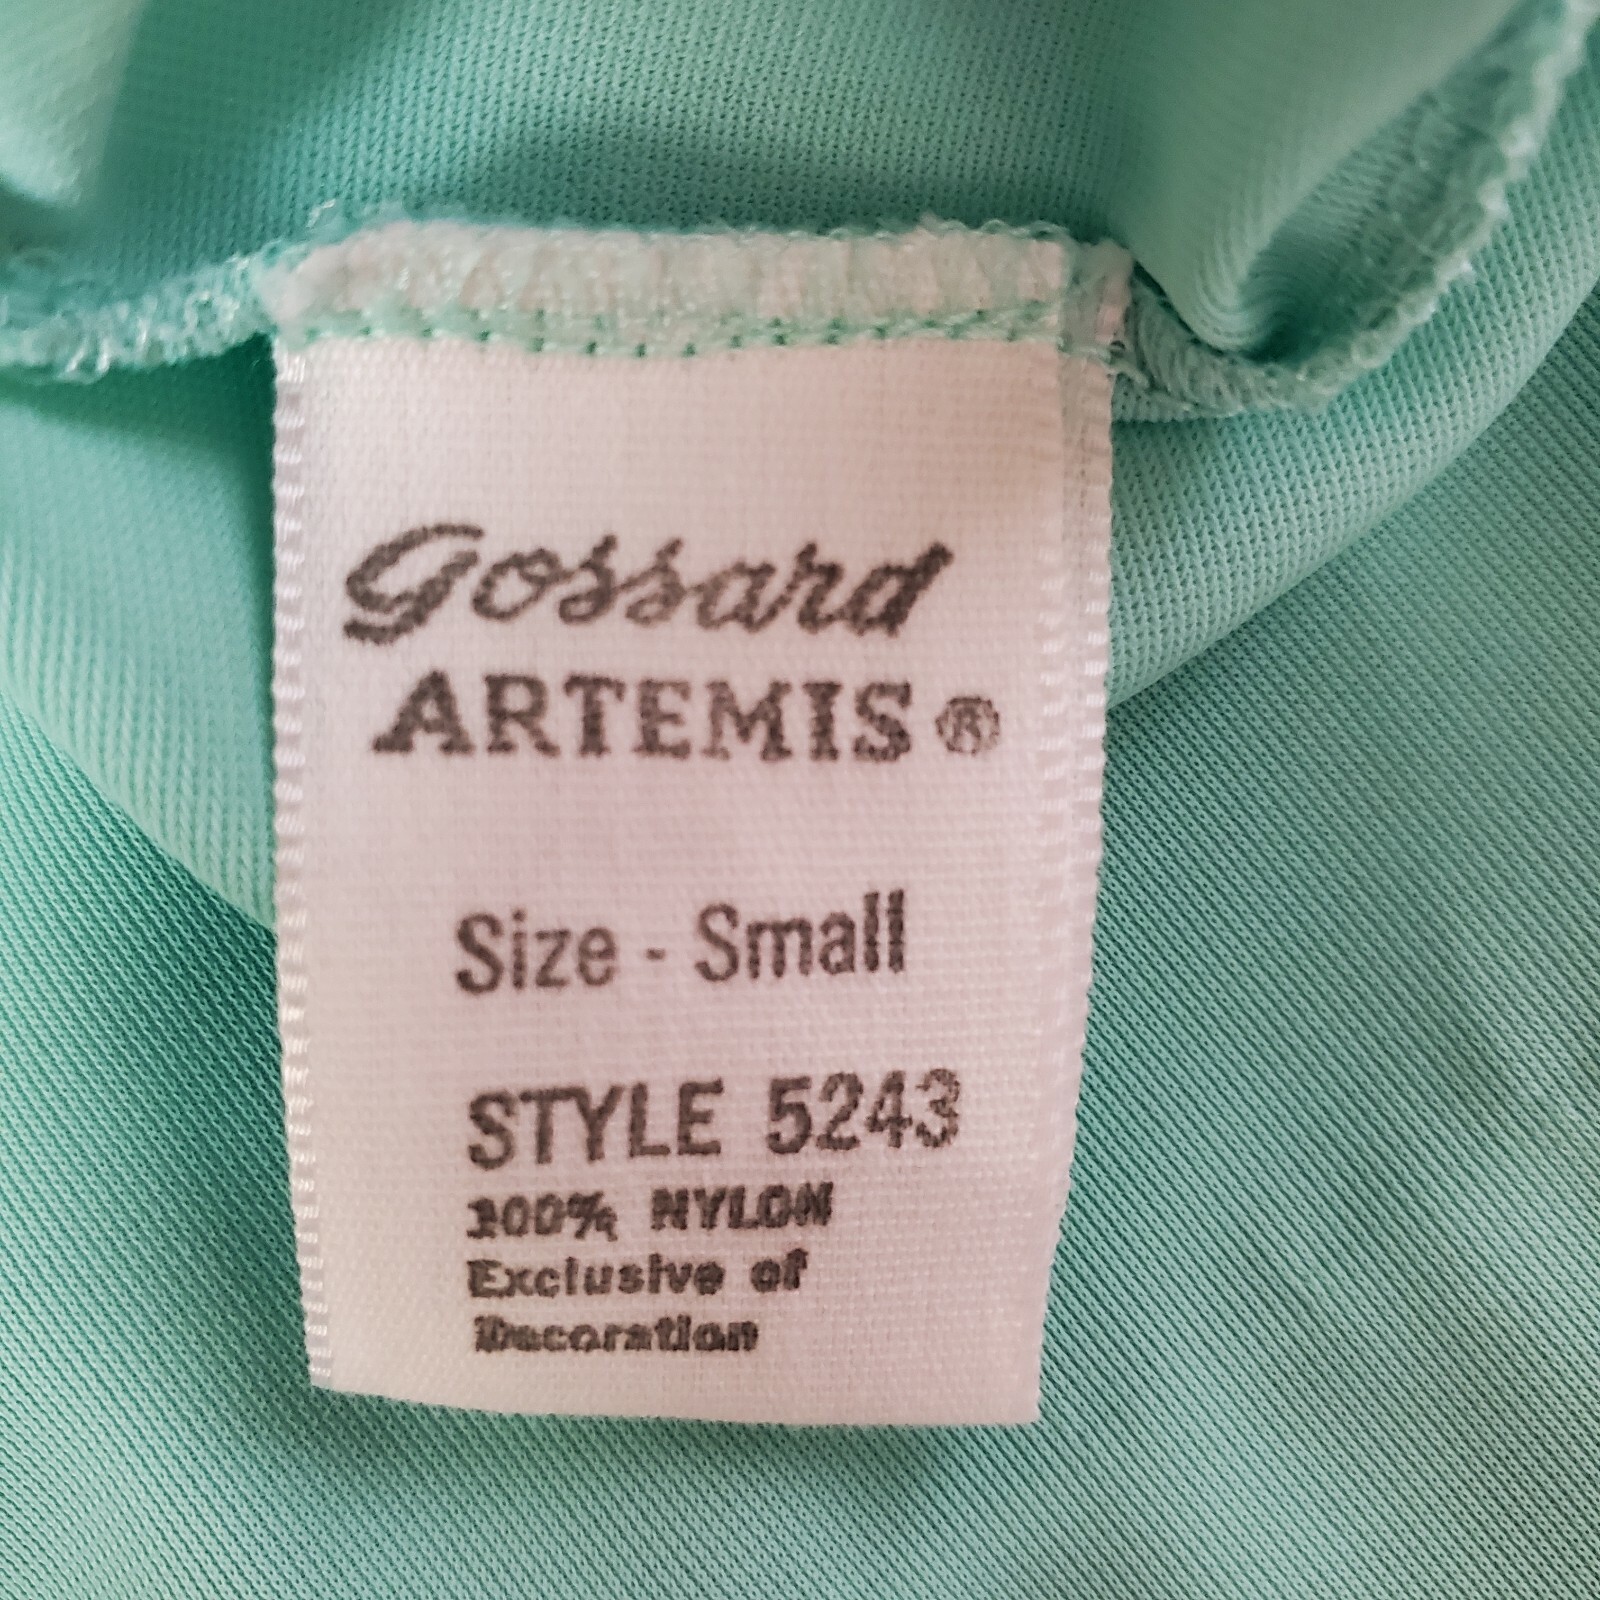 Gossard
ARTEMIS ®
Size - Small
STYLE 5243
100% NYLON
Exclusive of
Decoration